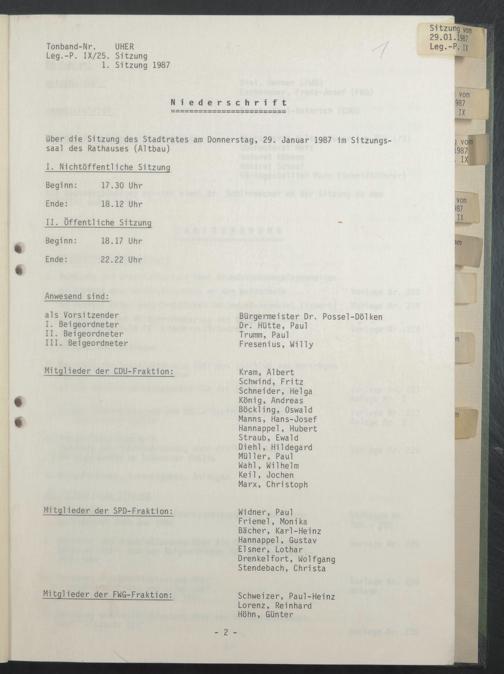 Sitzung vom
29.01.1987
Leg.-P. IX
Tonband-Nr. UHER
Leg.-P. IX/25. Sitzung
1. Sitzung 1987
1
N i e d e r s c h r i f t
über die Sitzung des Stadtrates am Donnerstag, 29. Januar 1987 im Sitzungs-
saal des Rathauses (Altbau)
I. Nichtöffentliche Sitzung
Beginn: 17.30 Uhr
Ende: 18.12 Uhr
II. Öffentliche Sitzung
Beginn: 18.17 Uhr
Ende: 22.22 Uhr
Anwesend sind:
als Vorsitzender Bürgermeister Dr. Possel-Dölken
I. Beigeordneter Dr. Hütte, Paul
II. Beigeordneter Trumm, Paul
III. Beigeordneter Fresenius, Willy
Mitglieder der CDU-Fraktion: Kram, Albert
Schwind, Fritz
Schneider, Helga
König, Andreas
Böckling, Oswald
Manns, Hans-Josef
Hannappel, Hubert
Straub, Ewald
Diehl, Hildegard
Müller, Paul
Wahl, Wilhelm
Keil, Jochen
Marx, Christoph
Mitglieder der SPD-Fraktion: Widner, Paul
Friemel, Monika
Bächer, Karl-Heinz
Hannappel, Gustav
Elsner, Lothar
Drenkelfort, Wolfgang
Stendebach, Christa
Mitglieder der FWG-Fraktion: Schweizer, Paul-Heinz
Lorenz, Reinhard
Höhn, Günter
- 2 -